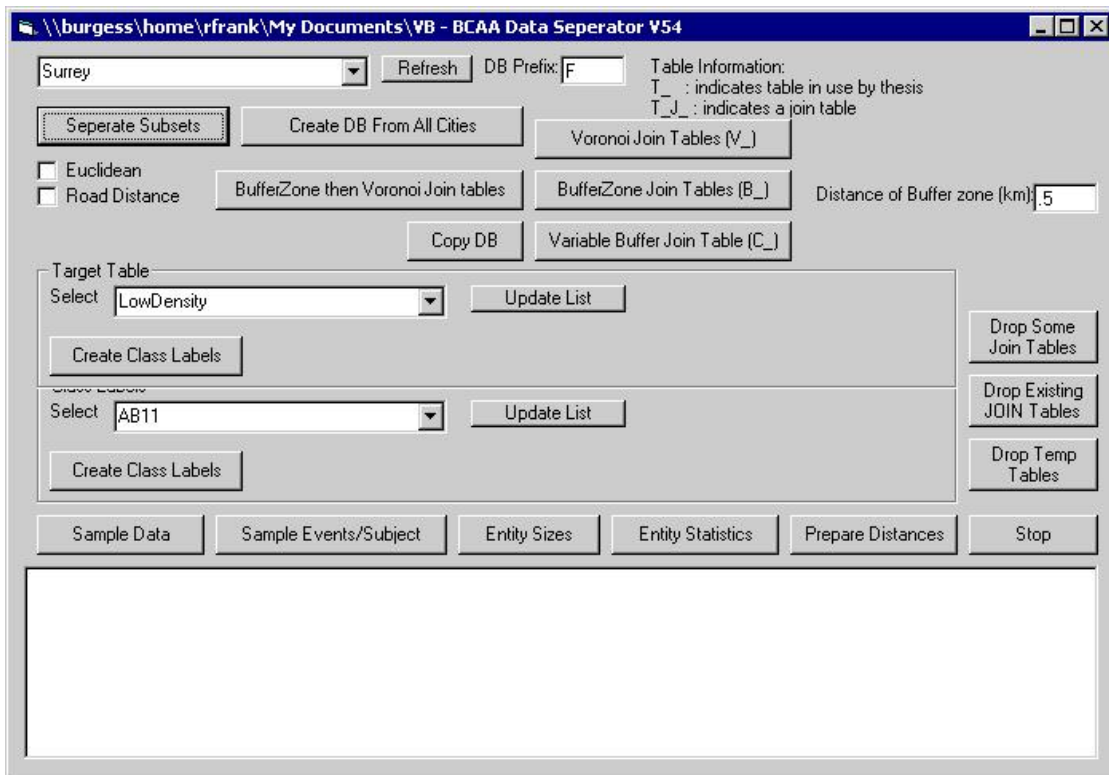 \\burgess\home\rfrank\My Documents\VB - BCAA Data Seperator V54
Surrey
Refresh
DB Prefix: F
Table Information:
T_ : indicates table in use by thesis
T_J_ : indicates a join table
Seperate Subsets
Create DB From All Cities
Voronoi Join Tables (V_)
Euclidean
Road Distance
BufferZone then Voronoi Join tables
BufferZone Join Tables (B_)
Distance of Buffer zone (km): .5
Copy DB
Variable Buffer Join Table (C_)
Target Table
Select LowDensity
Update List
Create Class Labels
Drop Some
Join Tables
Class Labels
Select AB11
Update List
Create Class Labels
Drop Existing
JOIN Tables
Drop Temp
Tables
Sample Data
Sample Events/Subject
Entity Sizes
Entity Statistics
Prepare Distances
Stop